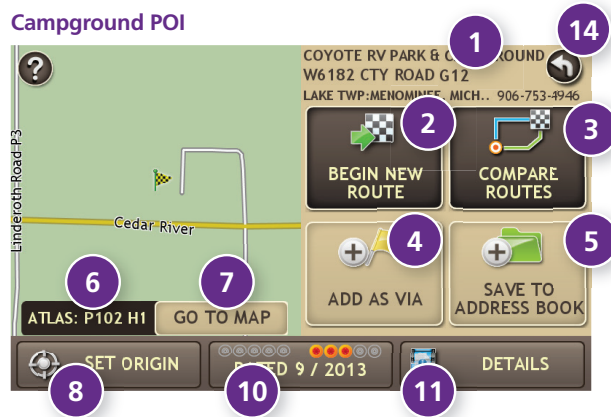 Campground POI
1
14
COYOTE RV PARK & C ROUND
W6182 CTY ROAD G12
LAKE TWP:MENOMINEE, MICH.. 906-753-4946
?
2
3
BEGIN NEW
ROUTE
COMPARE
ROUTES
Linderoth Road P3
Cedar River
4
5
ADD AS VIA
SAVE TO
ADDRESS BOOK
6
7
ATLAS: P102 H1
GO TO MAP
SET ORIGIN
9 / 2013
DETAILS
8
10
11